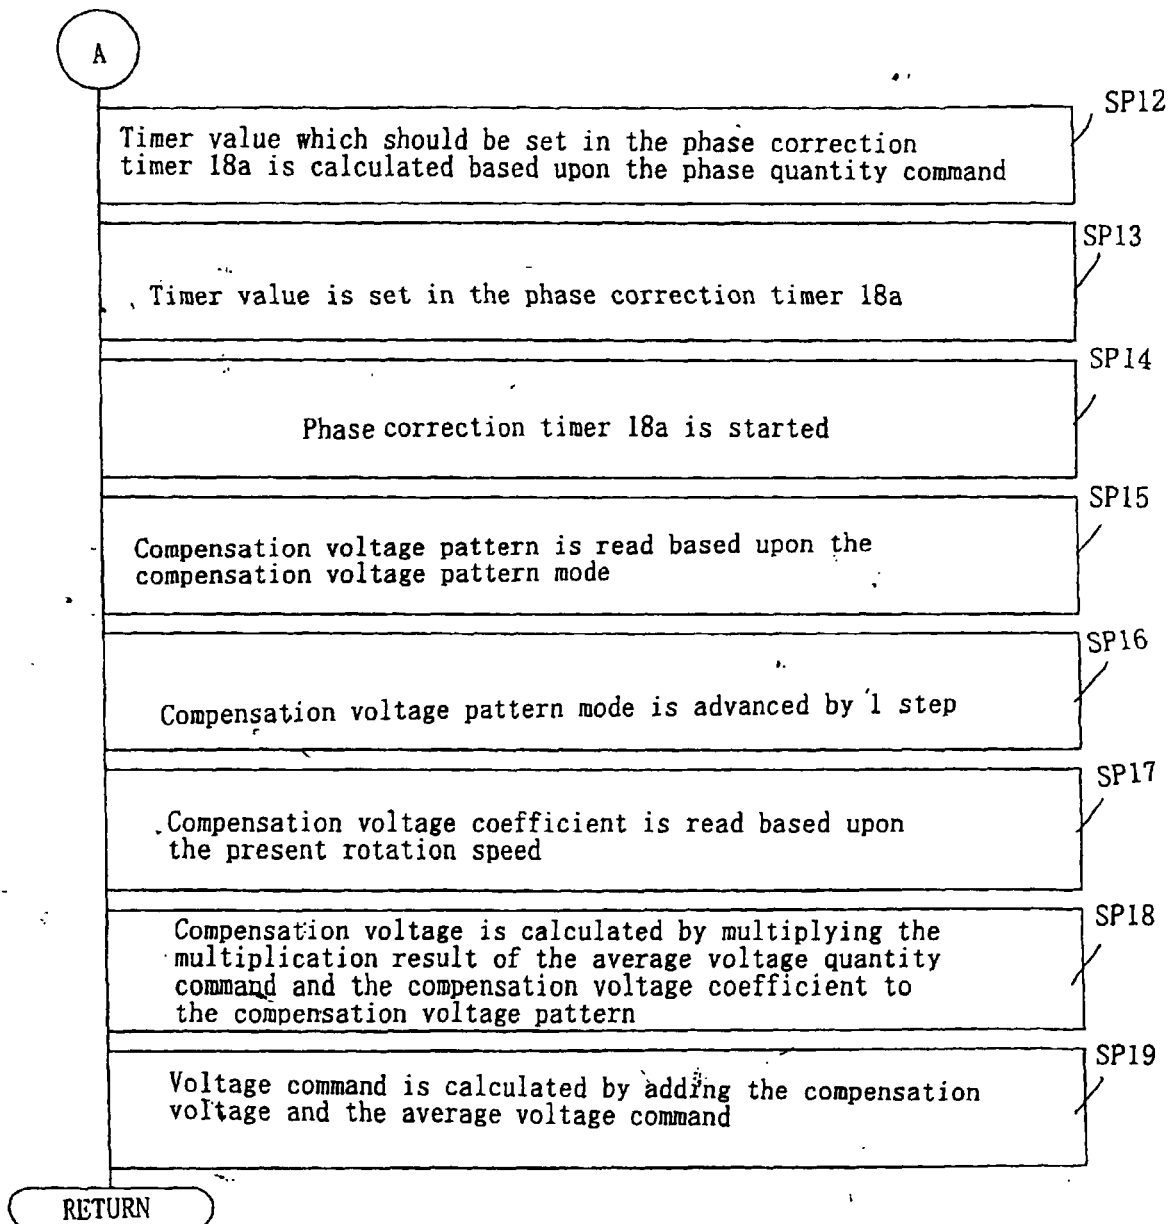 A
SP12
Timer value which should be set in the phase correction
timer 18a is calculated based upon the phase quantity command
SP13
Timer value is set in the phase correction timer 18a
SP14
Phase correction timer 18a is started
SP15
Compensation voltage pattern is read based upon the
compensation voltage pattern mode
SP16
Compensation voltage pattern mode is advanced by 1 step
SP17
Compensation voltage coefficient is read based upon
the present rotation speed
SP18
Compensation voltage is calculated by multiplying the
multiplication result of the average voltage quantity
command and the compensation voltage coefficient to
the compensation voltage pattern
SP19
Voltage command is calculated by adding the compensation
voltage and the average voltage command
RETURN